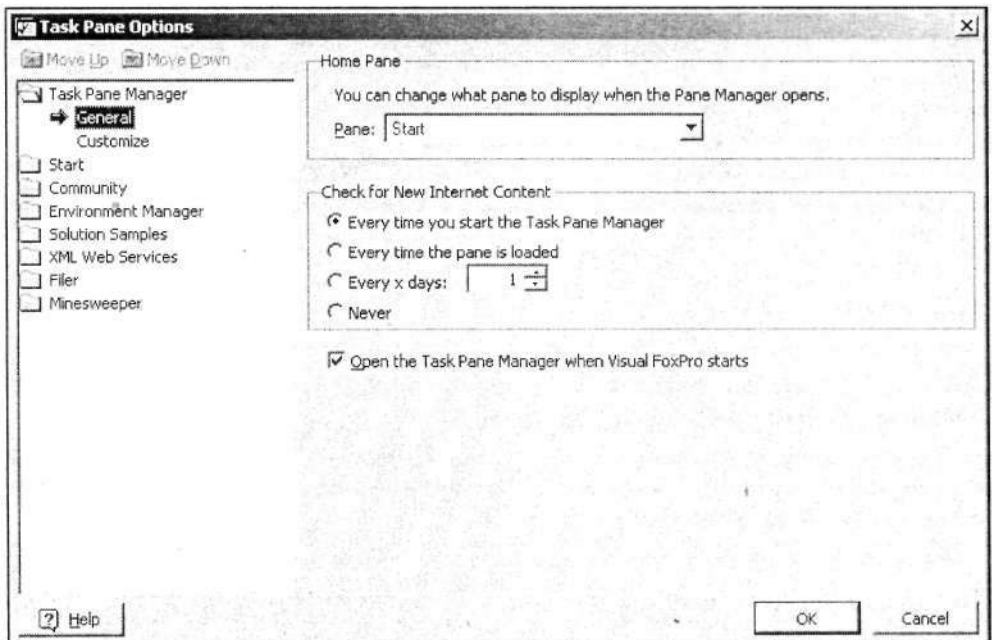 Task Pane Options
Move Up Move Down
Task Pane Manager
General
Customize
Start
Community
Environment Manager
Solution Samples
XML Web Services
Filer
Minesweeper
Home Pane
You can change what pane to display when the Pane Manager opens.
Pane: Start
Check for New Internet Content
Every time you start the Task Pane Manager
Every time the pane is loaded
Every x days: 1
Never
Open the Task Pane Manager when Visual FoxPro starts
Help
OK
Cancel